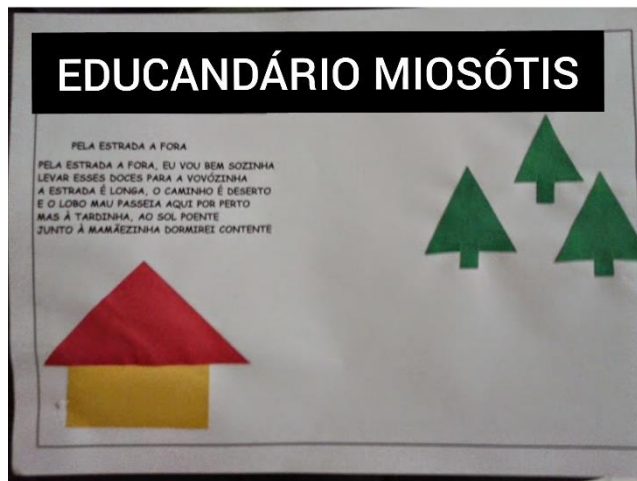 EDUCANDÁRIO MIOSÓTIS
PELA ESTRADA A FORA
PELA ESTRADA A FORA, EU VOU BEM SOZINHA
LEVAR ESSES DOCES PARA A VOVÓZINHA
A ESTRADA É LONGA, O CAMINHO É DESERTO
E O LOBO MAU PASSEIA AQUI POR PERTO
MAS À TARDINHA, AO SOL POENTE
JUNTO À MAMÃEZINHA DORMIREI CONTENTE